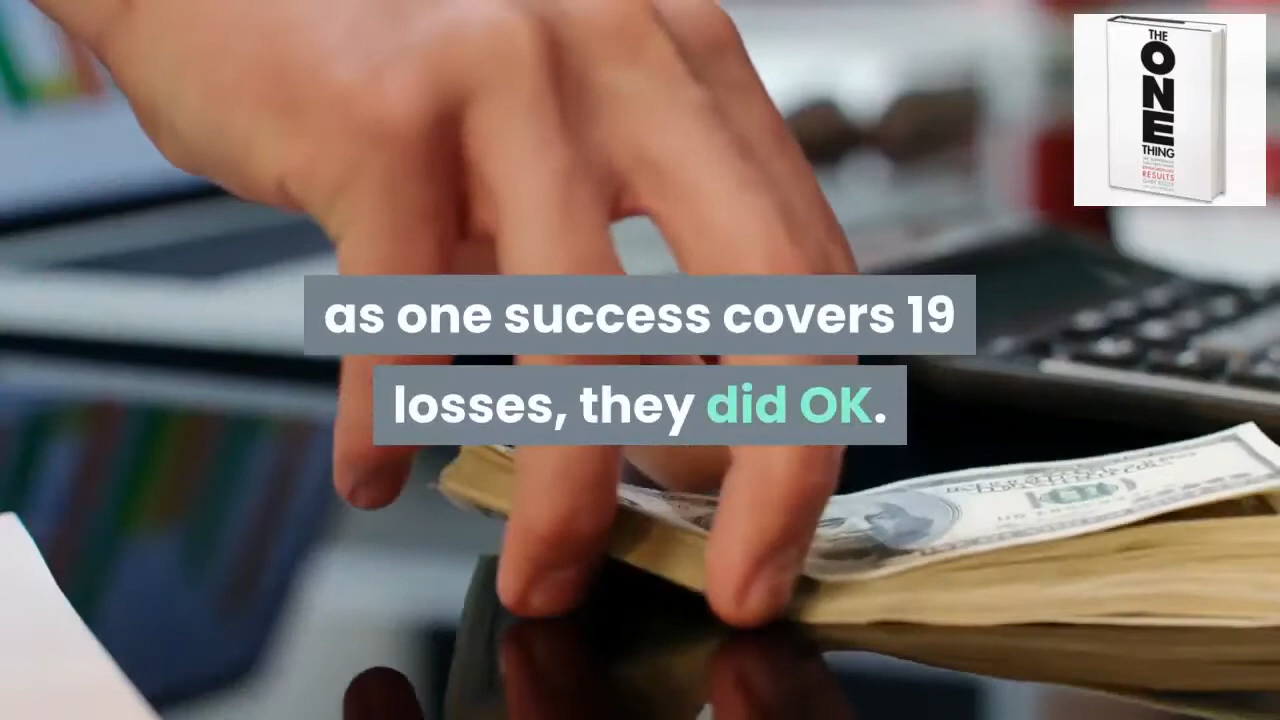 as one success covers 19
losses, they did OK.
THE
ONE
THING
RESULTS